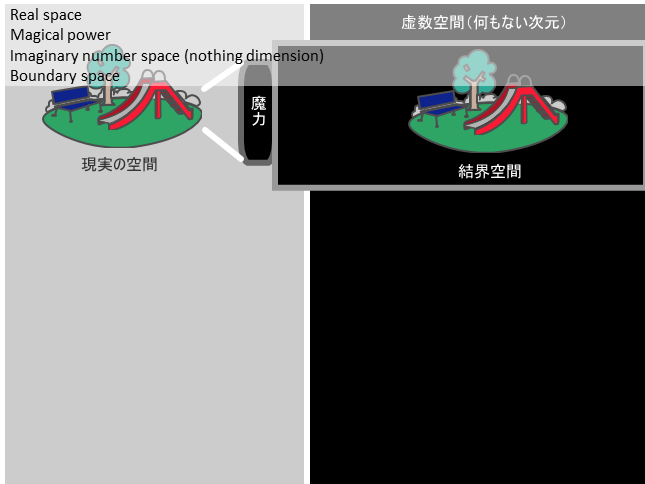 Real space
Magical power
Imaginary number space (nothing dimension)
Boundary space
虚数空間(何もない次元)
魔力
現実の空間
結界空間